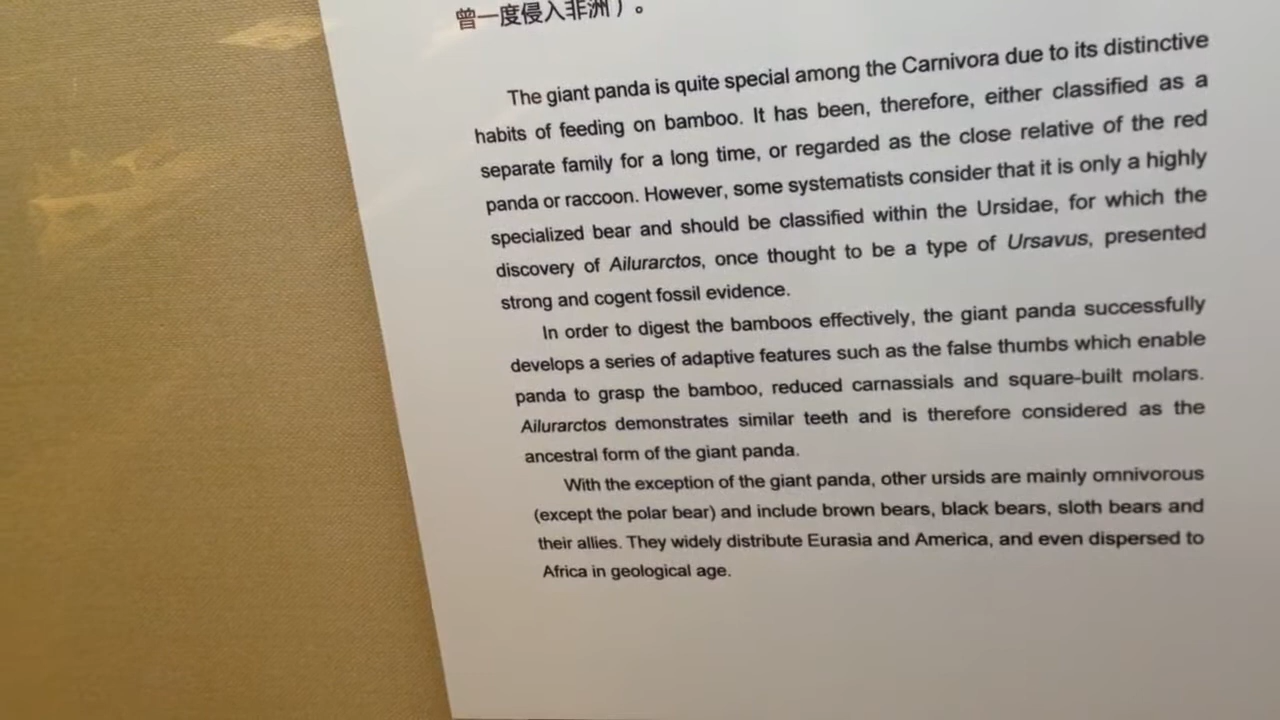 曾一度侵入非洲）。
The giant panda is quite special among the Carnivora due to its distinctive
habits of feeding on bamboo. It has been, therefore, either classified as a
separate family for a long time, or regarded as the close relative of the red
panda or raccoon. However, some systematists consider that it is only a highly
specialized bear and should be classified within the Ursidae, for which the
discovery of Ailurarctos, once thought to be a type of Ursavus, presented
strong and cogent fossil evidence.
In order to digest the bamboos effectively, the giant panda successfully
develops a series of adaptive features such as the false thumbs which enable
panda to grasp the bamboo, reduced carnassials and square-built molars.
Ailurarctos demonstrates similar teeth and is therefore considered as the
ancestral form of the giant panda.
With the exception of the giant panda, other ursids are mainly omnivorous
(except the polar bear) and include brown bears, black bears, sloth bears and
their allies. They widely distribute Eurasia and America, and even dispersed to
Africa in geological age.